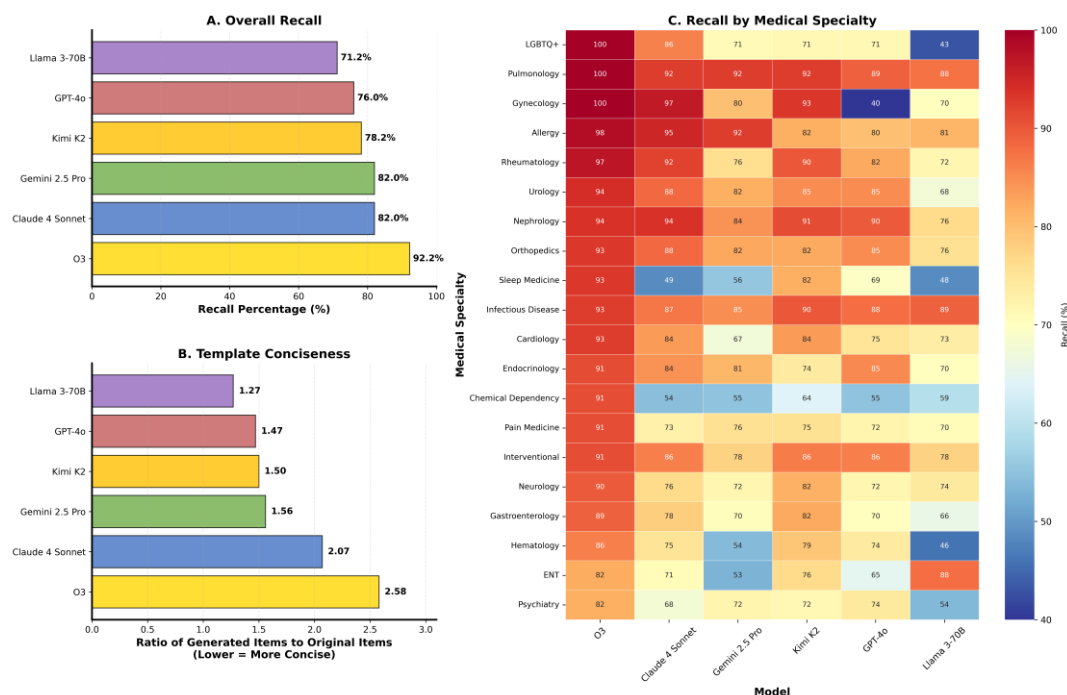 A. Overall Recall
Llama 3-70B 71.2%
GPT-4o 76.0%
Kimi K2 78.2%
Gemini 2.5 Pro 82.0%
Claude 4 Sonnet 82.0%
O3 92.2%
0 20 40 60 80 100
Recall Percentage (%)
B. Template Conciseness
Llama 3-70B 1.27
GPT-4o 1.47
Kimi K2 1.50
Gemini 2.5 Pro 1.56
Claude 4 Sonnet 2.07
O3 2.58
0.0 0.5 1.0 1.5 2.0 2.5 3.0
Ratio of Generated Items to Original Items
(Lower = More Concise)
C. Recall by Medical Specialty
Medical Specialty
LGBTQ+ 100 86 71 71 71 43
Pulmonology 100 92 92 92 89 88
Gynecology 100 97 80 93 40 70
Allergy 98 95 92 82 80 81
Rheumatology 97 92 76 90 82 72
Urology 94 88 82 85 85 68
Nephrology 94 94 84 91 90 76
Orthopedics 93 88 82 82 85 76
Sleep Medicine 93 49 56 82 69 48
Infectious Disease 93 87 85 90 88 89
Cardiology 93 84 67 84 75 73
Endocrinology 91 84 81 74 85 70
Chemical Dependency 91 54 55 64 55 59
Pain Medicine 91 73 76 75 72 70
Interventional 91 86 78 86 86 78
Neurology 90 76 72 82 72 74
Gastroenterology 89 78 70 82 70 66
Hematology 86 75 54 79 74 46
ENT 82 71 53 76 65 88
Psychiatry 82 68 72 72 74 54
O3 Claude 4 Sonnet Gemini 2.5 Pro Kimi K2 GPT-4o Llama 3-70B
Model
100
90
80
70
60
50
40
Recall (%)